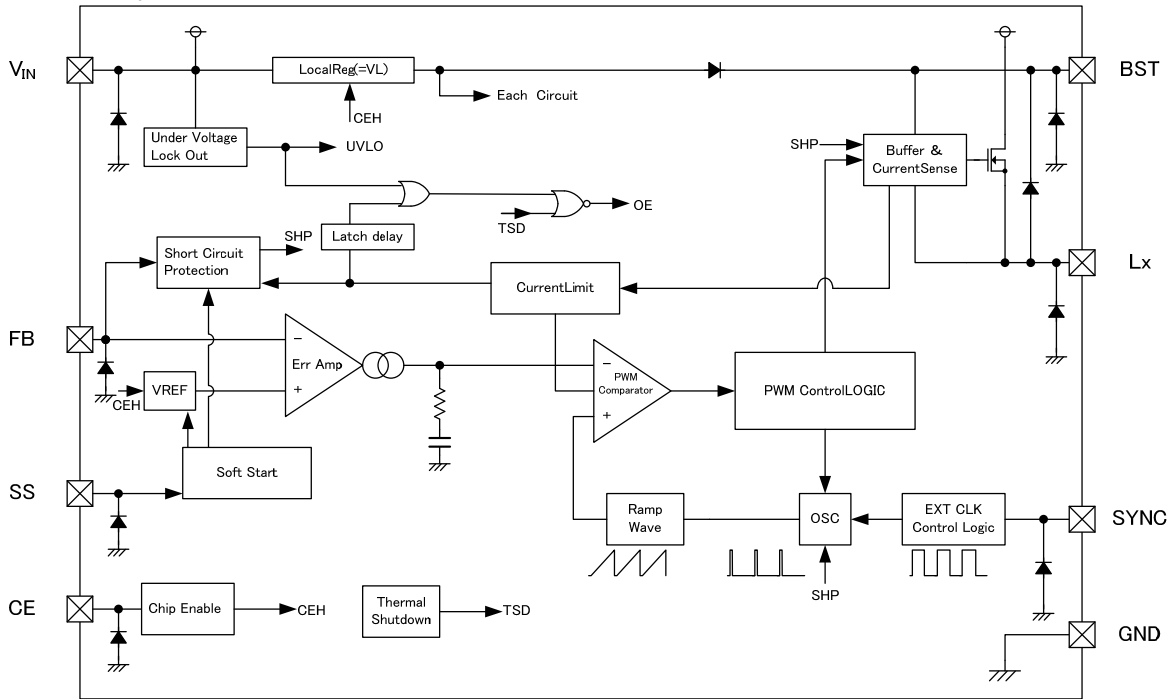 VIN
LocalReg(=VL)
BST
Each Circuit
CEH
Under Voltage
Lock Out
UVLO
SHP
Buffer &
CurrentSense
OE
TSD
Latch delay
SHP
Short Circuit
Protection
CurrentLimit
Lx
FB
−
Err Amp
+
VREF
CEH
−
PWM
Comparator
+
PWM ControlLOGIC
Soft Start
SS
Ramp
Wave
OSC
EXT CLK
Control Logic
SYNC
SHP
CE
Chip Enable
CEH
Thermal
Shutdown
TSD
GND